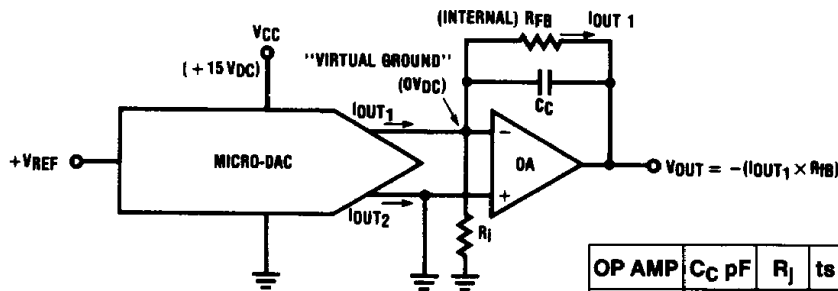 (INTERNAL) RFB
IOUT 1
VCC
(+15 VDC)
"VIRTUAL GROUND"
(0VDC)
CC
IOUT1
+VREF
MICRO-DAC
−
OA
+
VOUT = −(IOUT1 × RfB)
IOUT2
Ri
OP AMP CC pF Rj ts